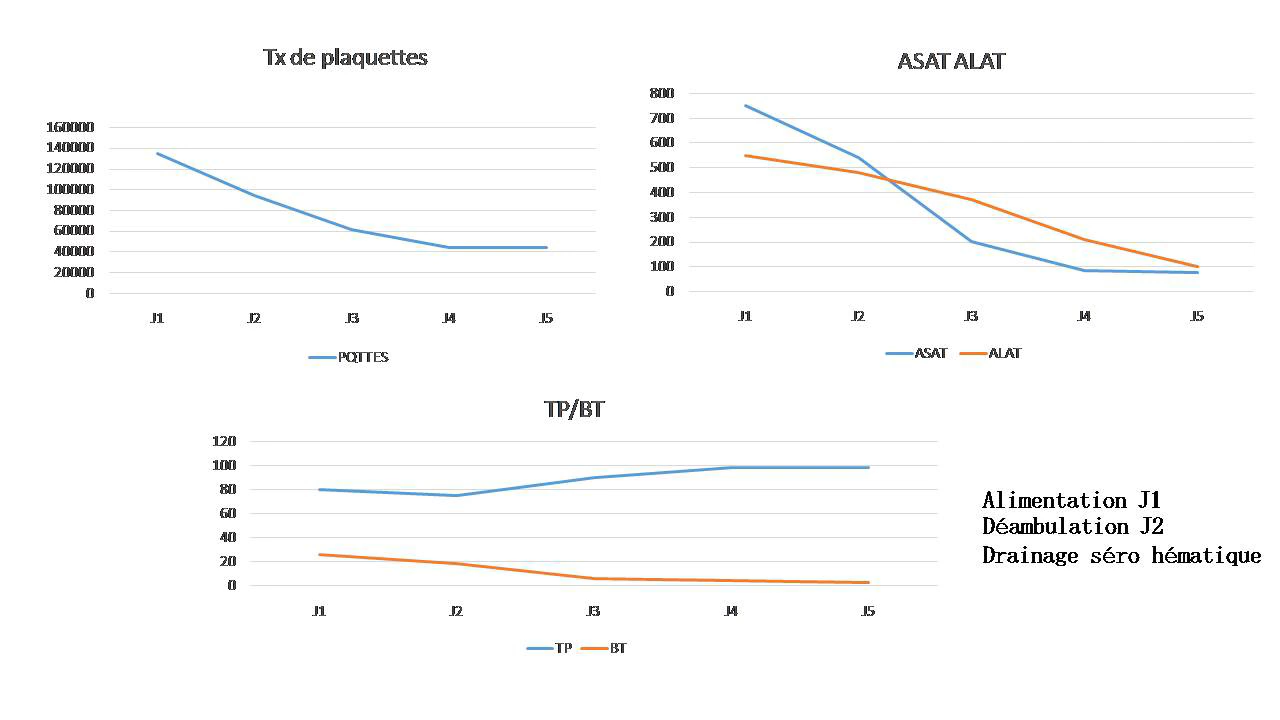 Tx de plaquettes
160000
140000
120000
100000
80000
60000
40000
20000
0
J1 J2 J3 J4 J5
PQTTES
ASAT ALAT
800
700
600
500
400
300
200
100
0
J1 J2 J3 J4 J5
ASAT ALAT
TP/BT
120
100
80
60
40
20
0
J1 J2 J3 J4 J5
TP BT
Alimentation J1
Déambulation J2
Drainage séro hématique